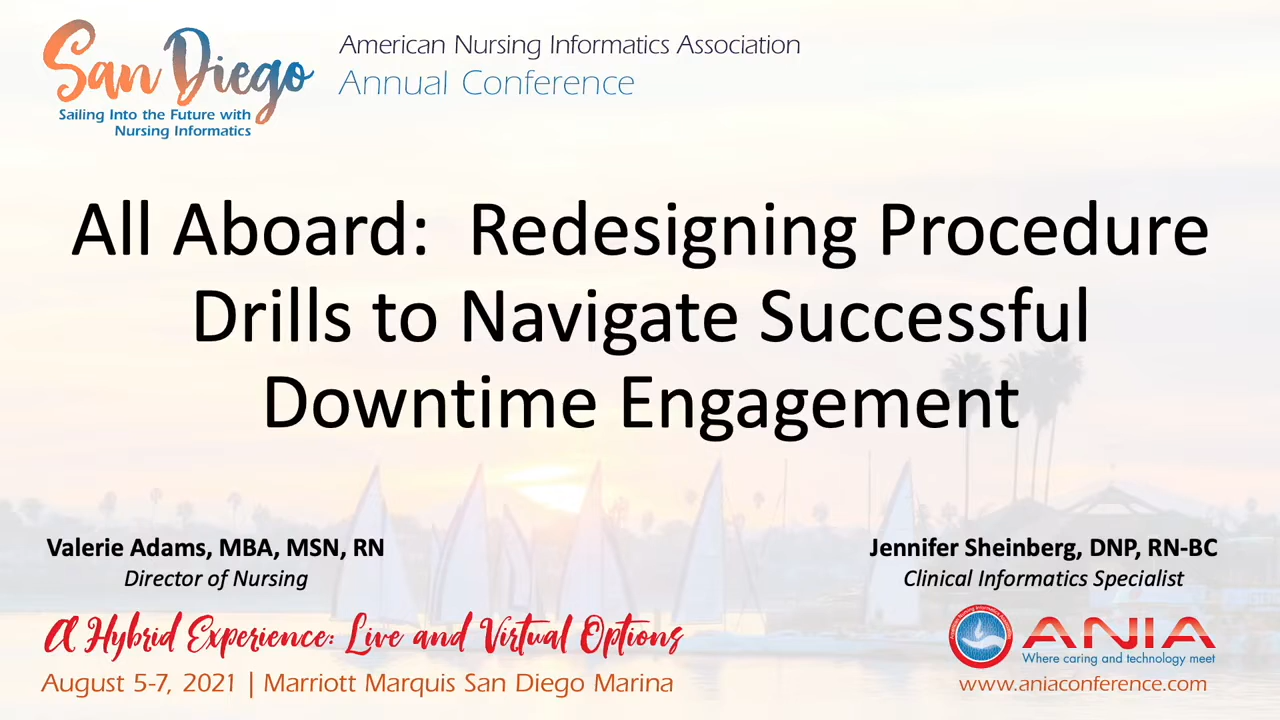 San Diego
Sailing Into the Future with
Nursing Informatics
American Nursing Informatics Association
Annual Conference
All Aboard: Redesigning Procedure
Drills to Navigate Successful
Downtime Engagement
Valerie Adams, MBA, MSN, RN
Director of Nursing
Jennifer Sheinberg, DNP, RN-BC
Clinical Informatics Specialist
A Hybrid Experience: Live and Virtual Options
August 5-7, 2021 | Marriott Marquis San Diego Marina
ANIA
Where caring and technology meet
www.aniaconference.com